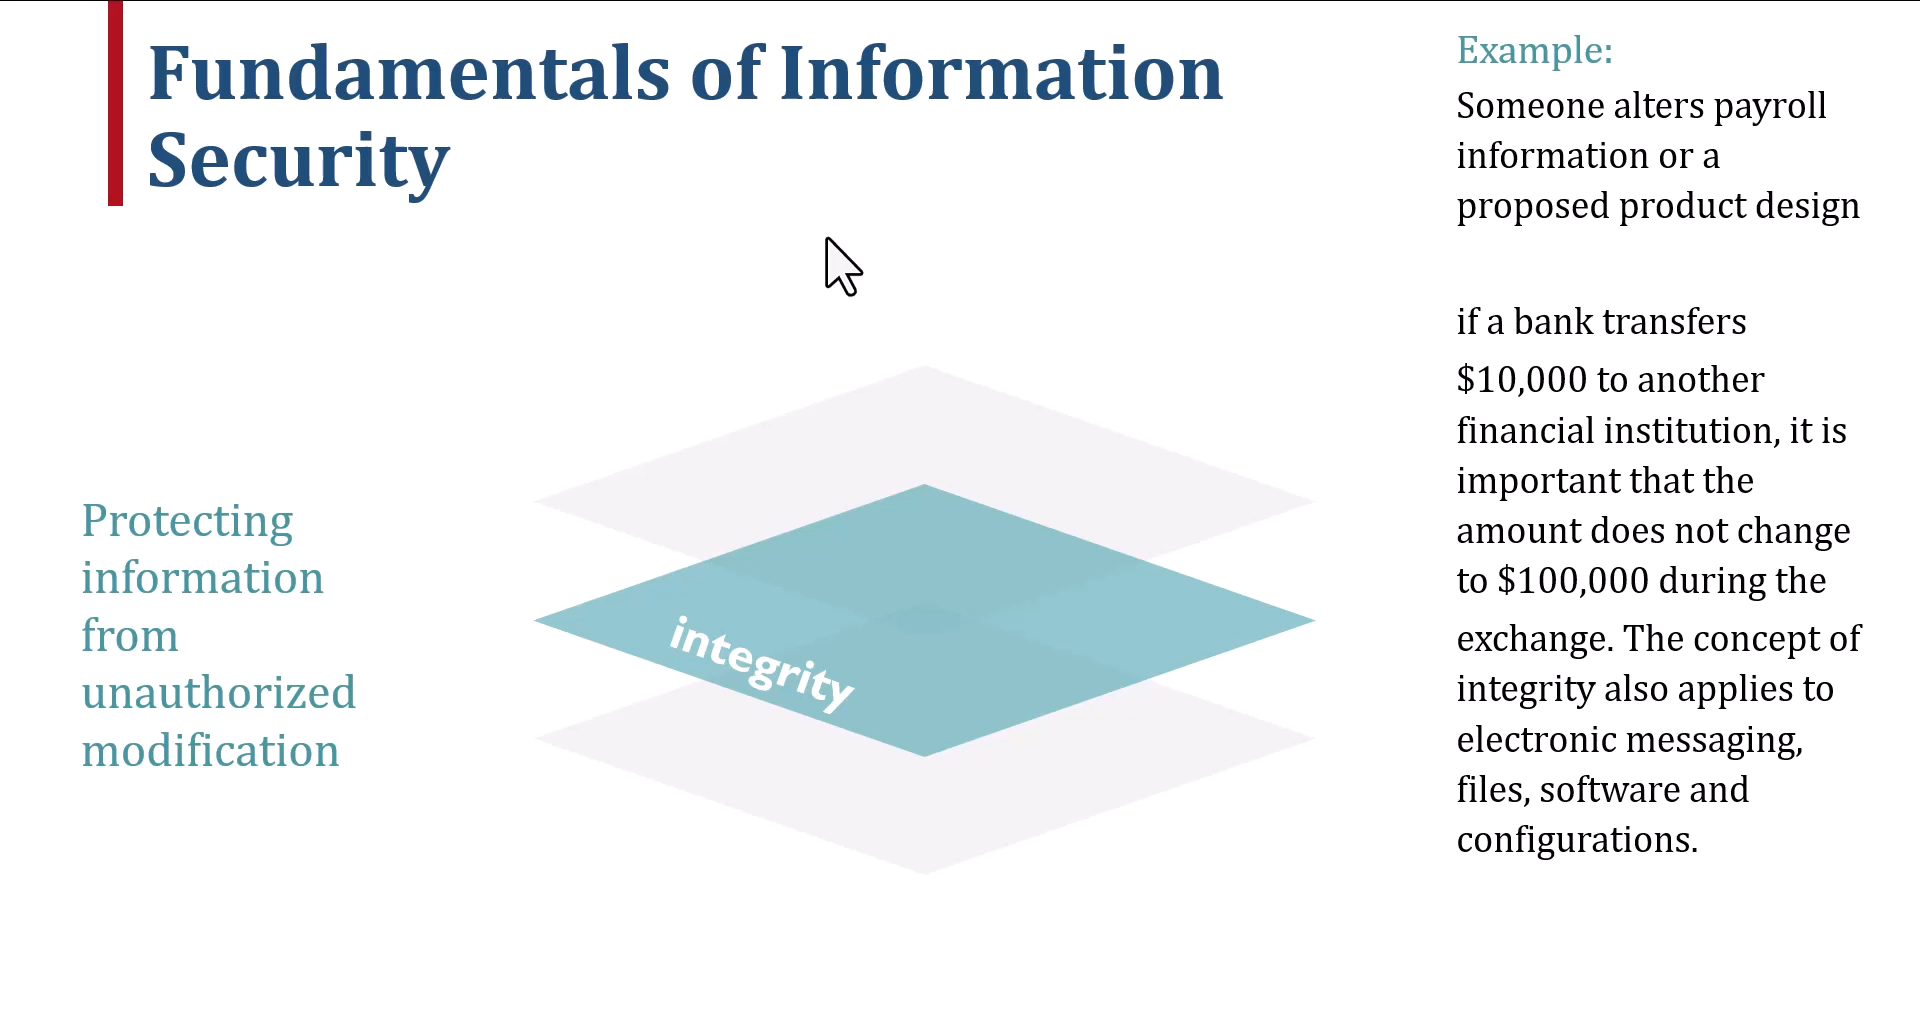 Fundamentals of Information
Security
Protecting
information
from
unauthorized
modification
integrity
Example:
Someone alters payroll
information or a
proposed product design
if a bank transfers
$10,000 to another
financial institution, it is
important that the
amount does not change
to $100,000 during the
exchange. The concept of
integrity also applies to
electronic messaging,
files, software and
configurations.